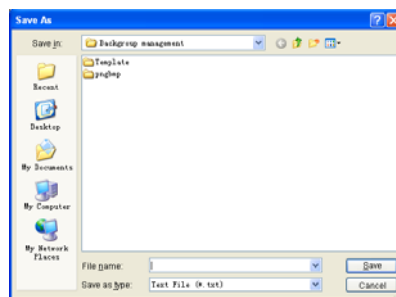 Save As
Save in:
Backgroup management
Template
pngbmp
Recent
Desktop
My Documents
My Computer
My Network
Places
File name:
Save
Save as type:
Text File (*.txt)
Cancel